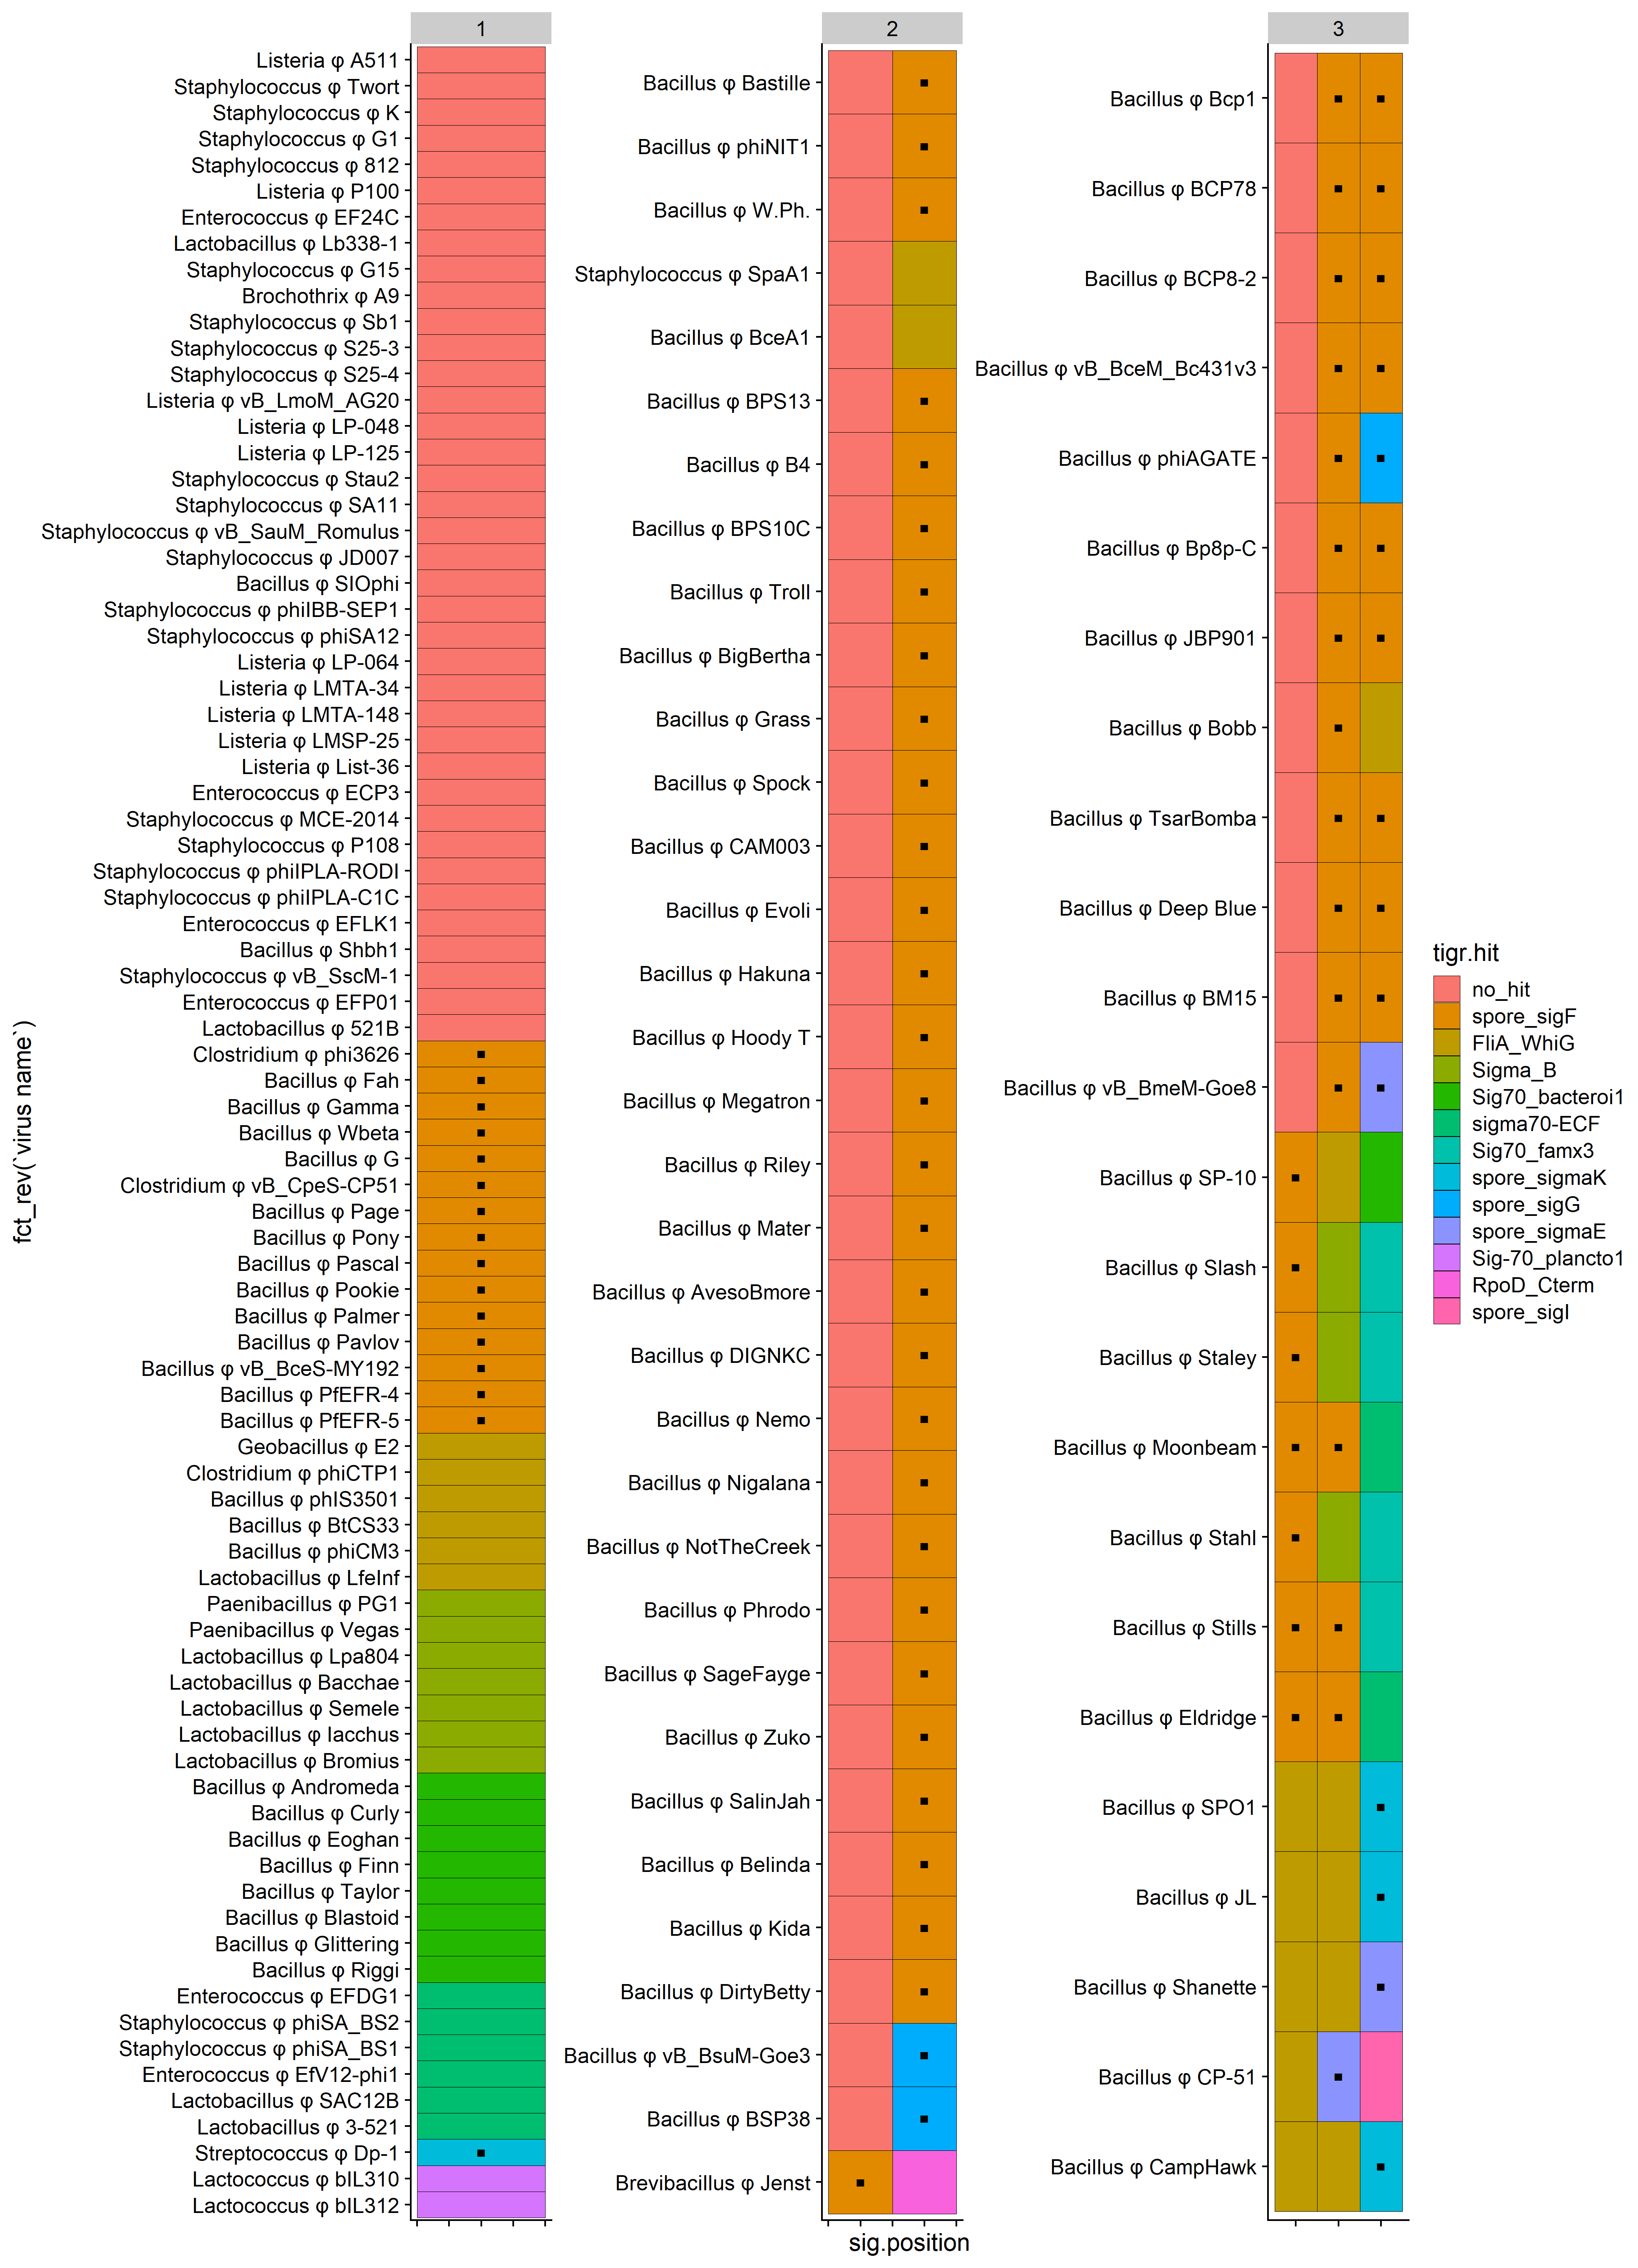 1
Listeria φ A511
Staphylococcus φ Twort
Staphylococcus φ K
Staphylococcus φ G1
Staphylococcus φ 812
Listeria φ P100
Enterococcus φ EF24C
Lactobacillus φ Lb338-1
Staphylococcus φ G15
Brochothrix φ A9
Staphylococcus φ Sb1
Staphylococcus φ S25-3
Staphylococcus φ S25-4
Listeria φ vB_LmoM_AG20
Listeria φ LP-048
Listeria φ LP-125
Staphylococcus φ Stau2
Staphylococcus φ SA11
Staphylococcus φ vB_SauM_Romulus
Staphylococcus φ JD007
Bacillus φ SIOphi
Staphylococcus φ phiIBB-SEP1
Staphylococcus φ phiSA12
Listeria φ LP-064
Listeria φ LMTA-34
Listeria φ LMTA-148
Listeria φ LMSP-25
Listeria φ List-36
Enterococcus φ ECP3
Staphylococcus φ MCE-2014
Staphylococcus φ P108
Staphylococcus φ phiIPLA-RODI
Staphylococcus φ phiIPLA-C1C
Enterococcus φ EFLK1
Bacillus φ Shbh1
Staphylococcus φ vB_SscM-1
Enterococcus φ EFP01
Lactobacillus φ 521B
Clostridium φ phi3626
Bacillus φ Fah
Bacillus φ Gamma
Bacillus φ Wbeta
Bacillus φ G
Clostridium φ vB_CpeS-CP51
Bacillus φ Page
Bacillus φ Pony
Bacillus φ Pascal
Bacillus φ Pookie
Bacillus φ Palmer
Bacillus φ Pavlov
Bacillus φ vB_BceS-MY192
Bacillus φ PfEFR-4
Bacillus φ PfEFR-5
Geobacillus φ E2
Clostridium φ phiCTP1
Bacillus φ phIS3501
Bacillus φ BtCS33
Bacillus φ phiCM3
Lactobacillus φ LfeInf
Paenibacillus φ PG1
Paenibacillus φ Vegas
Lactobacillus φ Lpa804
Lactobacillus φ Bacchae
Lactobacillus φ Semele
Lactobacillus φ Iacchus
Lactobacillus φ Bromius
Bacillus φ Andromeda
Bacillus φ Curly
Bacillus φ Eoghan
Bacillus φ Finn
Bacillus φ Taylor
Bacillus φ Blastoid
Bacillus φ Glittering
Bacillus φ Riggi
Enterococcus φ EFDG1
Staphylococcus φ phiSA_BS2
Staphylococcus φ phiSA_BS1
Enterococcus φ EfV12-phi1
Lactobacillus φ SAC12B
Lactobacillus φ 3-521
Streptococcus φ Dp-1
Lactococcus φ bIL310
Lactococcus φ bIL312
2
Bacillus φ Bastille
Bacillus φ phiNIT1
Bacillus φ W.Ph.
Staphylococcus φ SpaA1
Bacillus φ BceA1
Bacillus φ BPS13
Bacillus φ B4
Bacillus φ BPS10C
Bacillus φ Troll
Bacillus φ BigBertha
Bacillus φ Grass
Bacillus φ Spock
Bacillus φ CAM003
Bacillus φ Evoli
Bacillus φ Hakuna
Bacillus φ Hoody T
Bacillus φ Megatron
Bacillus φ Riley
Bacillus φ Mater
Bacillus φ AvesoBmore
Bacillus φ DIGNKC
Bacillus φ Nemo
Bacillus φ Nigalana
Bacillus φ NotTheCreek
Bacillus φ Phrodo
Bacillus φ SageFayge
Bacillus φ Zuko
Bacillus φ SalinJah
Bacillus φ Belinda
Bacillus φ Kida
Bacillus φ DirtyBetty
Bacillus φ vB_BsuM-Goe3
Bacillus φ BSP38
Brevibacillus φ Jenst
3
Bacillus φ Bcp1
Bacillus φ BCP78
Bacillus φ BCP8-2
Bacillus φ vB_BceM_Bc431v3
Bacillus φ phiAGATE
Bacillus φ Bp8p-C
Bacillus φ JBP901
Bacillus φ Bobb
Bacillus φ TsarBomba
Bacillus φ Deep Blue
Bacillus φ BM15
Bacillus φ vB_BmeM-Goe8
Bacillus φ SP-10
Bacillus φ Slash
Bacillus φ Staley
Bacillus φ Moonbeam
Bacillus φ Stahl
Bacillus φ Stills
Bacillus φ Eldridge
Bacillus φ SPO1
Bacillus φ JL
Bacillus φ Shanette
Bacillus φ CP-51
Bacillus φ CampHawk
fct_rev(`virus name`)
sig.position
tigr.hit
no_hit
spore_sigF
FliA_WhiG
Sigma_B
Sig70_bacteroi1
sigma70-ECF
Sig70_famx3
spore_sigmaK
spore_sigG
spore_sigmaE
Sig-70_plancto1
RpoD_Cterm
spore_sigI